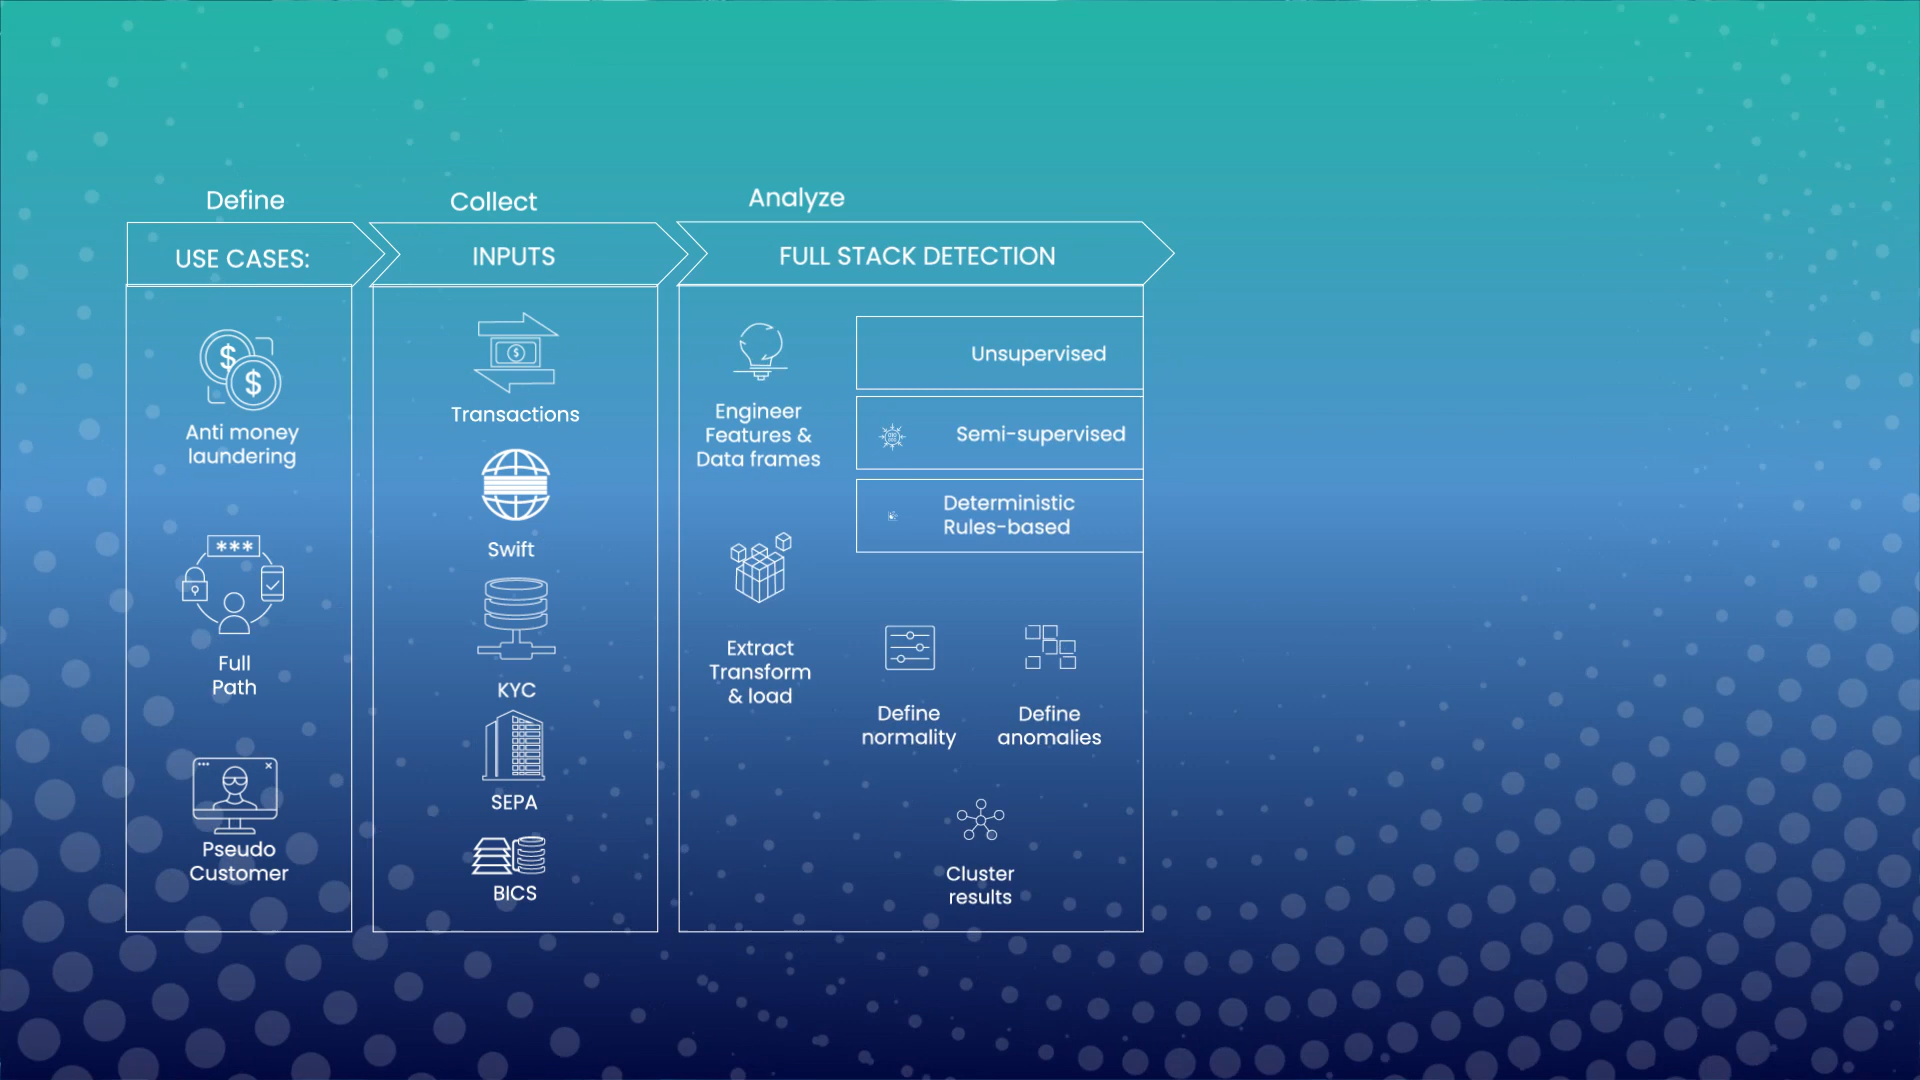 Define
USE CASES:
$
$
Anti money
laundering
***
Full
Path
Pseudo
Customer
Collect
INPUTS
$
Transactions
Swift
KYC
SEPA
BICS
Analyze
FULL STACK DETECTION
Engineer
Features &
Data frames
Extract
Transform
& load
Unsupervised
Semi-supervised
Deterministic
Rules-based
Define
normality
Define
anomalies
Cluster
results